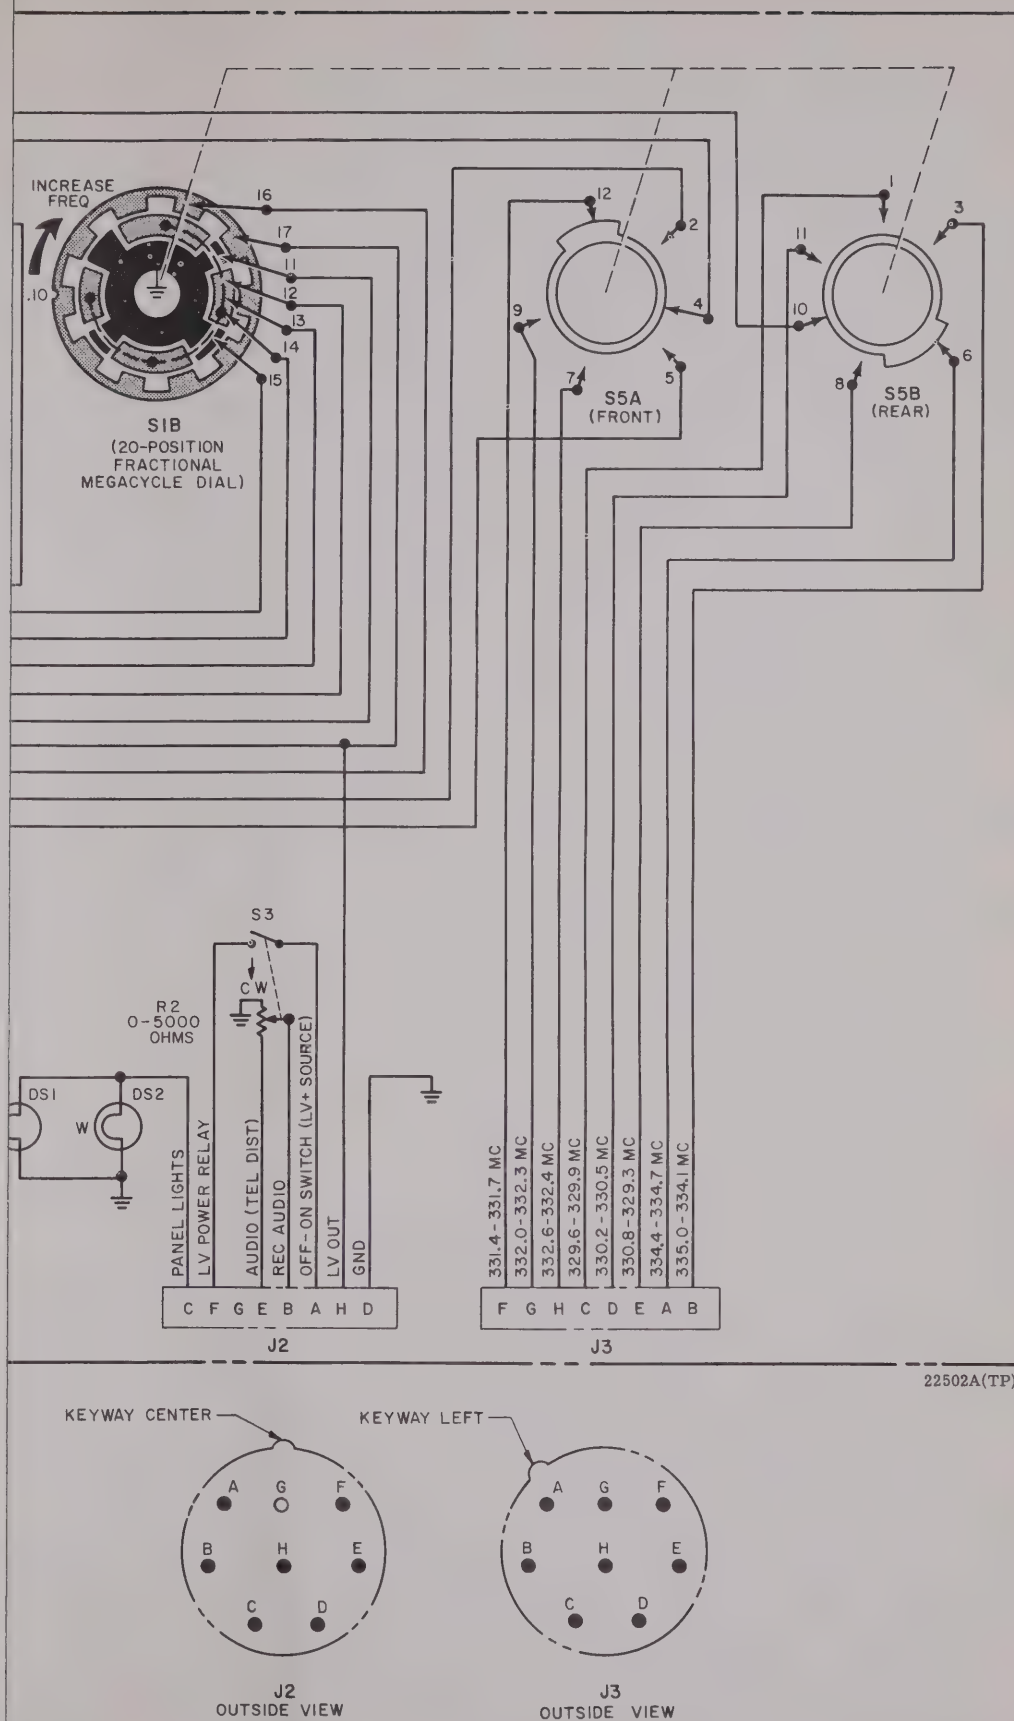 INCREASE
FREQ
.10
16
17
11
12
13
14
15
S1B
(20-POSITION
FRACTIONAL
MEGACYCLE DIAL)
12
2
9
4
7
5
S5A
(FRONT)
1
3
11
10
8
6
S5B
(REAR)
S3
CW
R2
0-5000
OHMS
DS1
DS2
W
PANEL LIGHTS
LV POWER RELAY
AUDIO (TEL DIST)
REC AUDIO
OFF-ON SWITCH (LV+ SOURCE)
LV OUT
GND
C F G E B A H D
J2
331.4-331.7 MC
332.0-332.3 MC
332.6-332.4 MC
329.6-329.9 MC
330.2-330.5 MC
330.8-329.3 MC
334.4-334.7 MC
335.0-334.1 MC
F G H C D E A B
J3
22502A(TP)
KEYWAY CENTER
A G F
B H E
C D
J2
OUTSIDE VIEW
KEYWAY LEFT
A G F
B H E
C D
J3
OUTSIDE VIEW